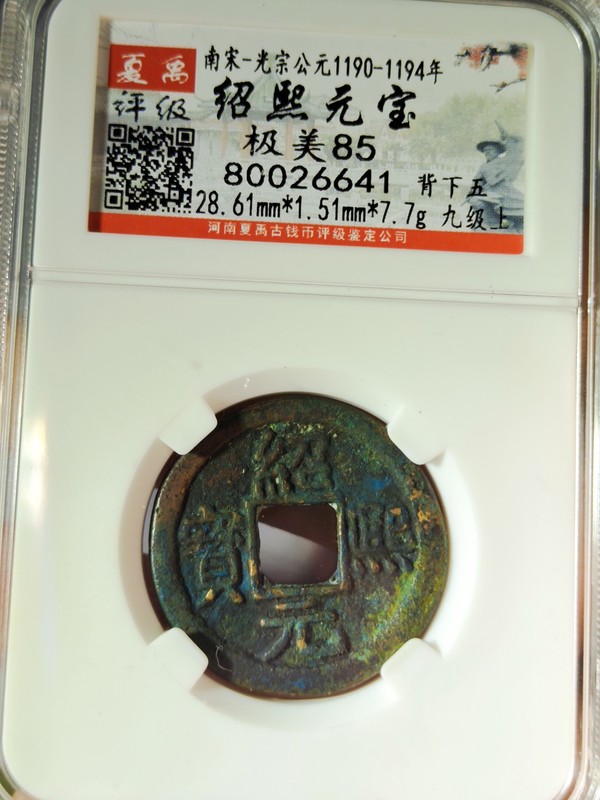 夏禹
评级
南宋-光宗公元1190-1194年
绍熙元宝
极美85
80026641 背下五
28.61mm*1.51mm*7.7g 九级上
河南夏禹古钱币评级鉴定公司
紹熙元寶